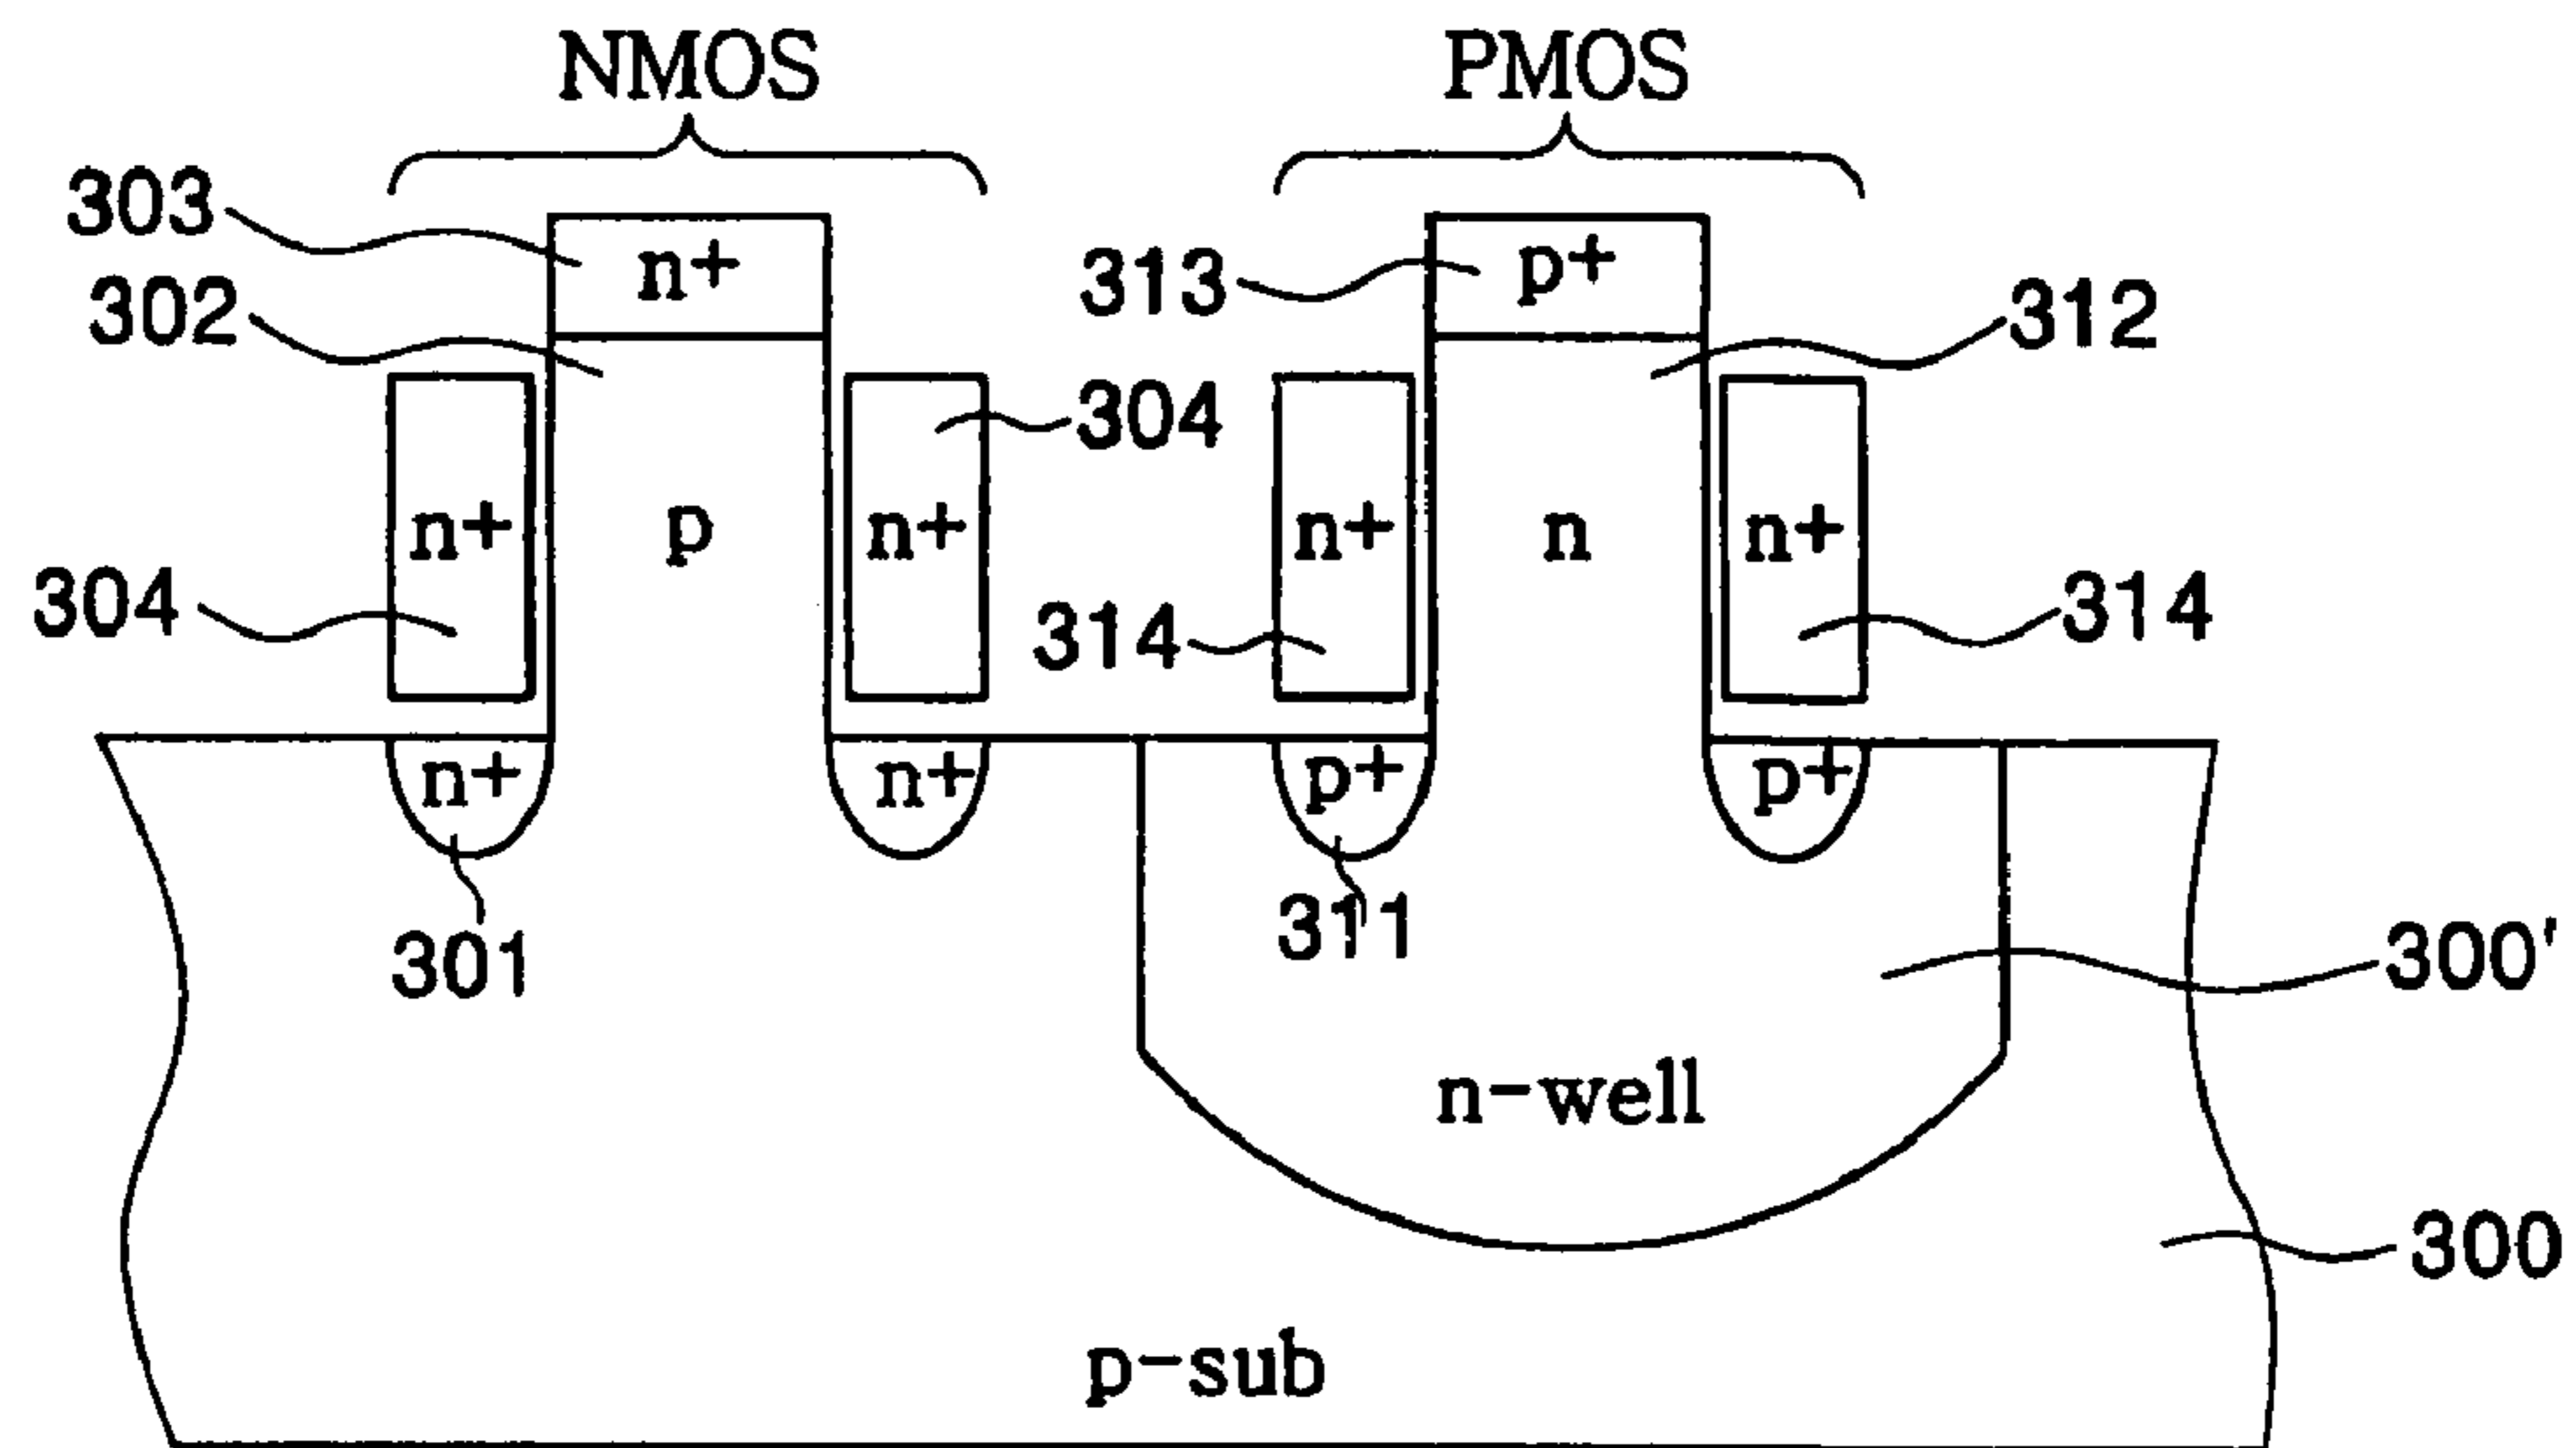 NMOS
PMOS
303
n+
313
p+
302
312
304
n+
p
n+
n+
n
n+
304
314
314
n+
n+
p+
p+
301
311
300'
n-well
300
p-sub